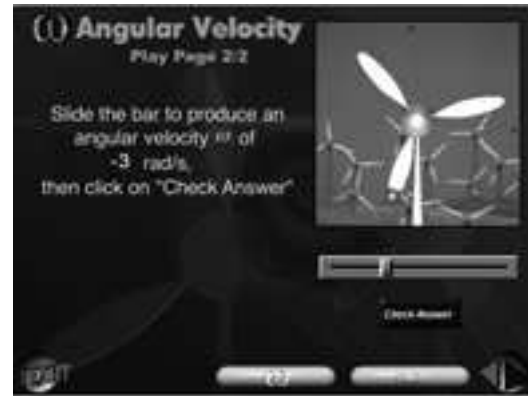 (1) Angular Velocity
Play Page 2/2
Slide the bar to produce an
angular velocity ω of
-3 rad/s,
then click on "Check Answer"
Check Answer